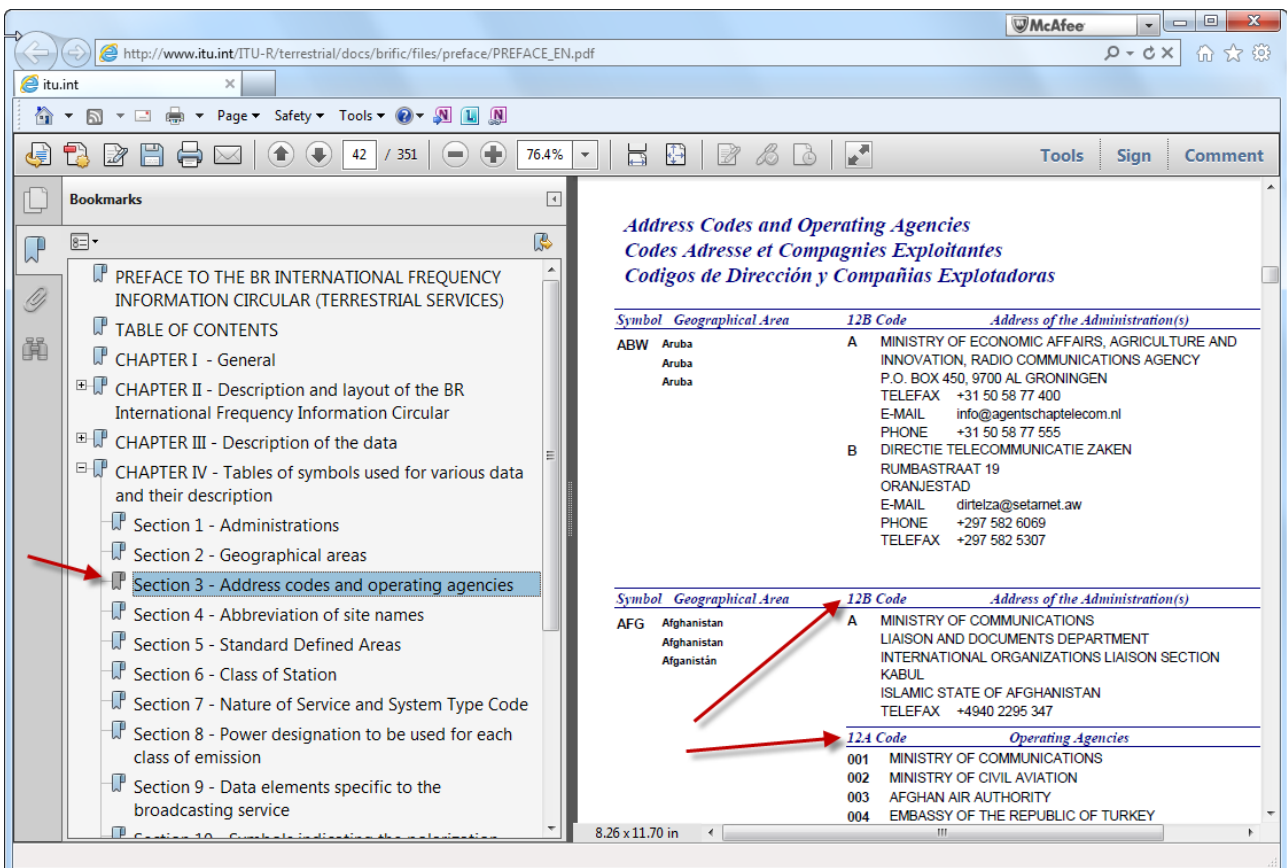 McAfee
http://www.itu.int/ITU-R/terrestrial/docs/brific/files/preface/PREFACE_EN.pdf
itu.int
Page Safety Tools
42 / 351 76.4% Tools Sign Comment
Bookmarks
PREFACE TO THE BR INTERNATIONAL FREQUENCY
INFORMATION CIRCULAR (TERRESTRIAL SERVICES)
TABLE OF CONTENTS
CHAPTER I - General
CHAPTER II - Description and layout of the BR
International Frequency Information Circular
CHAPTER III - Description of the data
CHAPTER IV - Tables of symbols used for various data
and their description
Section 1 - Administrations
Section 2 - Geographical areas
Section 3 - Address codes and operating agencies
Section 4 - Abbreviation of site names
Section 5 - Standard Defined Areas
Section 6 - Class of Station
Section 7 - Nature of Service and System Type Code
Section 8 - Power designation to be used for each
class of emission
Section 9 - Data elements specific to the
broadcasting service
Section 10 - Symbols indicating the polarization
Address Codes and Operating Agencies
Codes Adresse et Compagnies Exploitantes
Codigos de Dirección y Compañias Explotadoras
Symbol Geographical Area 12B Code Address of the Administration(s)
ABW Aruba A MINISTRY OF ECONOMIC AFFAIRS, AGRICULTURE AND
Aruba INNOVATION, RADIO COMMUNICATIONS AGENCY
Aruba P.O. BOX 450, 9700 AL GRONINGEN
TELEFAX +31 50 58 77 400
E-MAIL info@agentschaptelecom.nl
PHONE +31 50 58 77 555
B DIRECTIE TELECOMMUNICATIE ZAKEN
RUMBASTRAAT 19
ORANJESTAD
E-MAIL dirtelza@setarnet.aw
PHONE +297 582 6069
TELEFAX +297 582 5307
Symbol Geographical Area 12B Code Address of the Administration(s)
AFG Afghanistan A MINISTRY OF COMMUNICATIONS
Afghanistan LIAISON AND DOCUMENTS DEPARTMENT
Afganistán INTERNATIONAL ORGANIZATIONS LIAISON SECTION
KABUL
ISLAMIC STATE OF AFGHANISTAN
TELEFAX +4940 2295 347
12A Code Operating Agencies
001 MINISTRY OF COMMUNICATIONS
002 MINISTRY OF CIVIL AVIATION
003 AFGHAN AIR AUTHORITY
004 EMBASSY OF THE REPUBLIC OF TURKEY
8.26 x 11.70 in